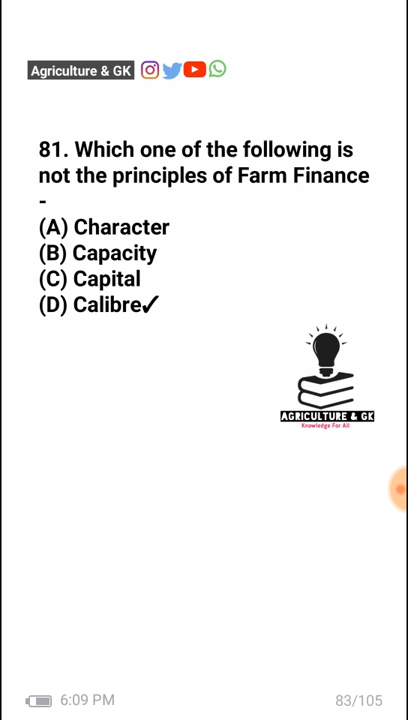 Agriculture & GK
81. Which one of the following is
not the principles of Farm Finance
-
(A) Character
(B) Capacity
(C) Capital
(D) Calibre✓
AGRICULTURE & GK
Knowledge For All
6:09 PM
83/105